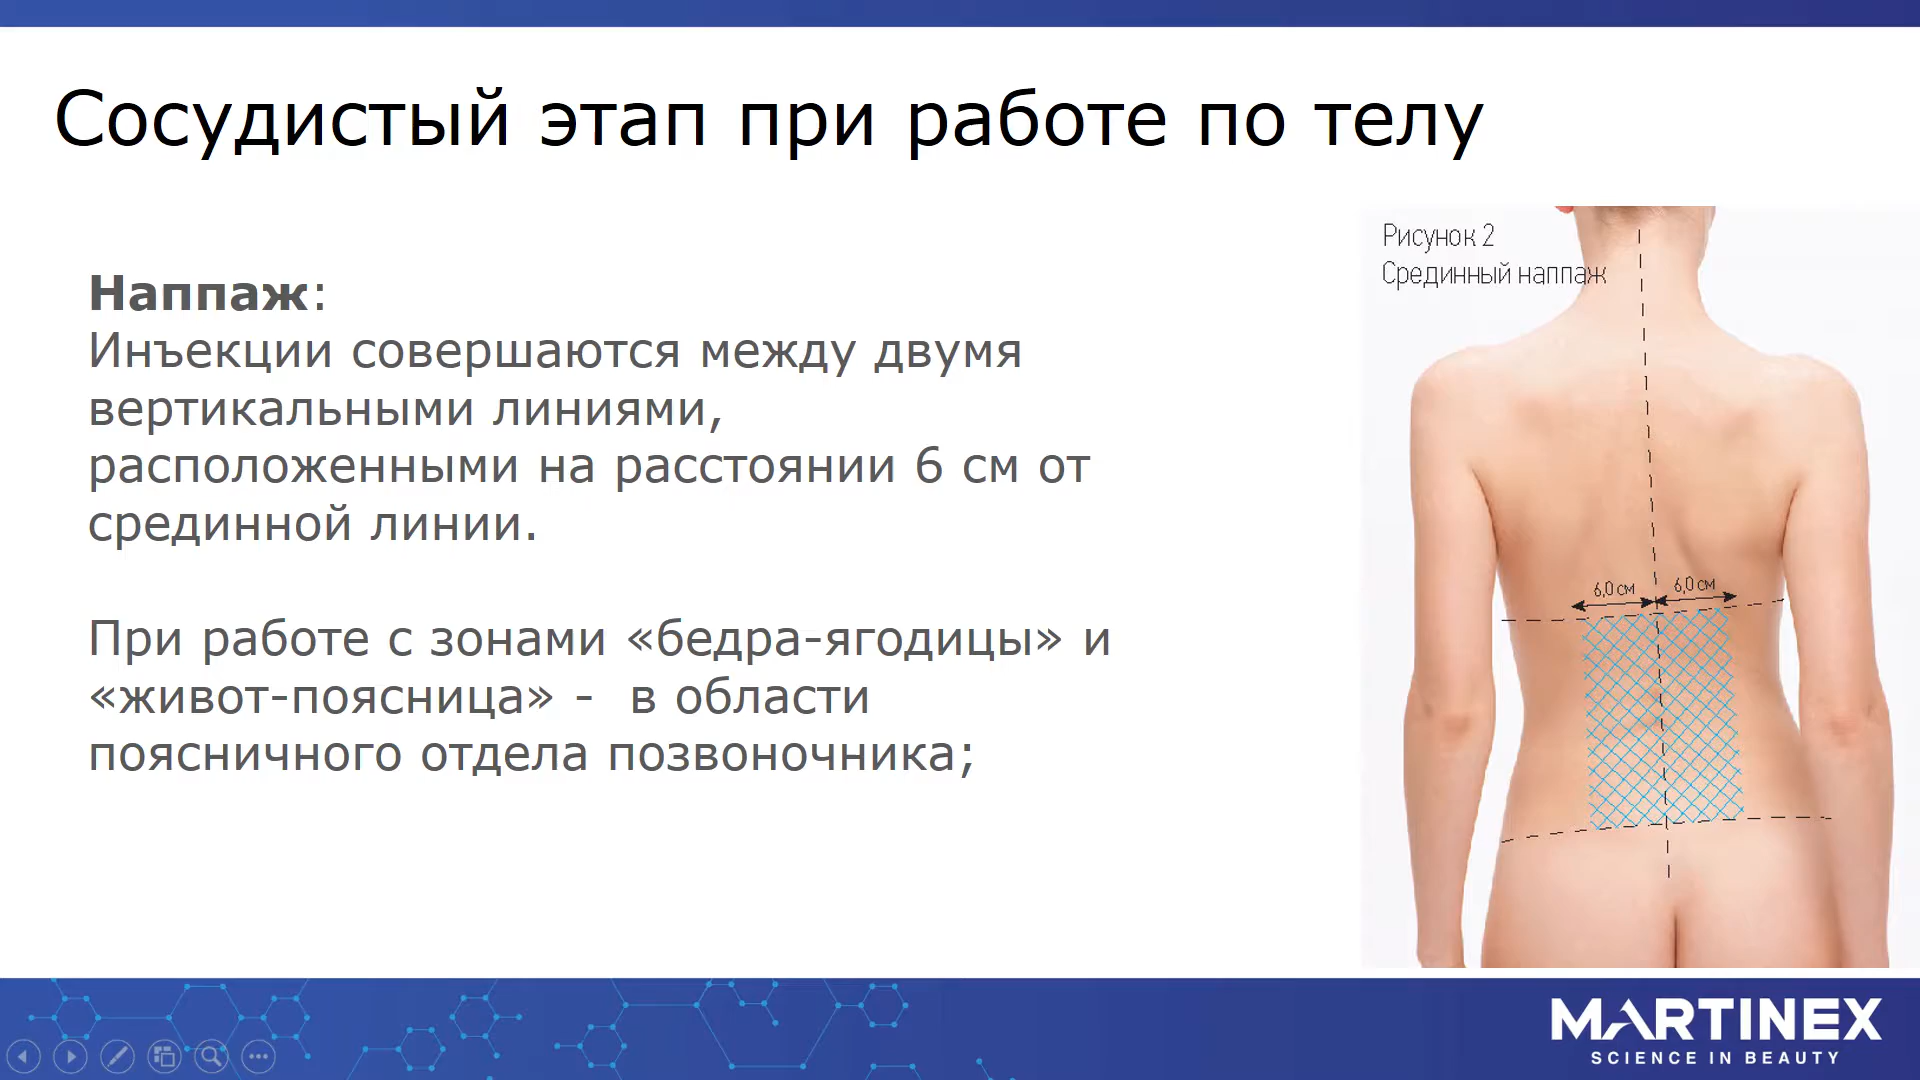 Сосудистый этап при работе по телу
Наппаж:
Инъекции совершаются между двумя
вертикальными линиями,
расположенными на расстоянии 6 см от
срединной линии.
При работе с зонами «бедра-ягодицы» и
«живот-поясница» -  в области
поясничного отдела позвоночника;
Рисунок 2
Срединный наппаж
6,0 см
6,0 см
MARTINEX
SCIENCE IN BEAUTY